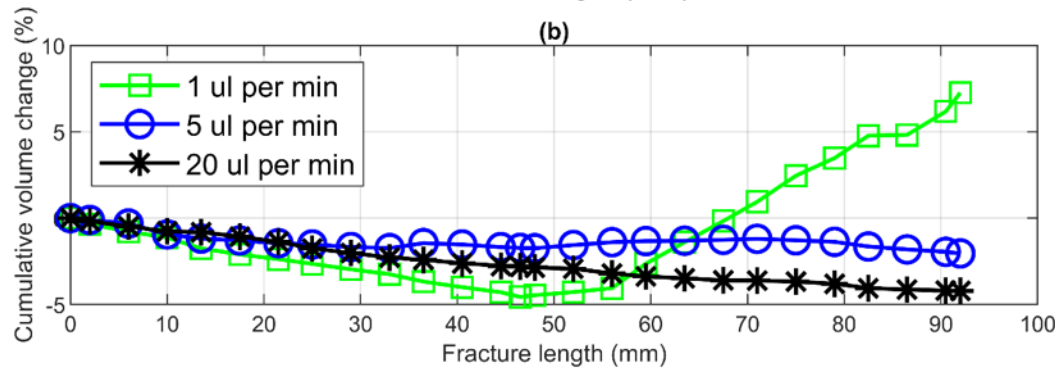 (b)
Cumulative volume change (%)
10
5
0
-5
1 ul per min
5 ul per min
20 ul per min
0 10 20 30 40 50 60 70 80 90 100
Fracture length (mm)